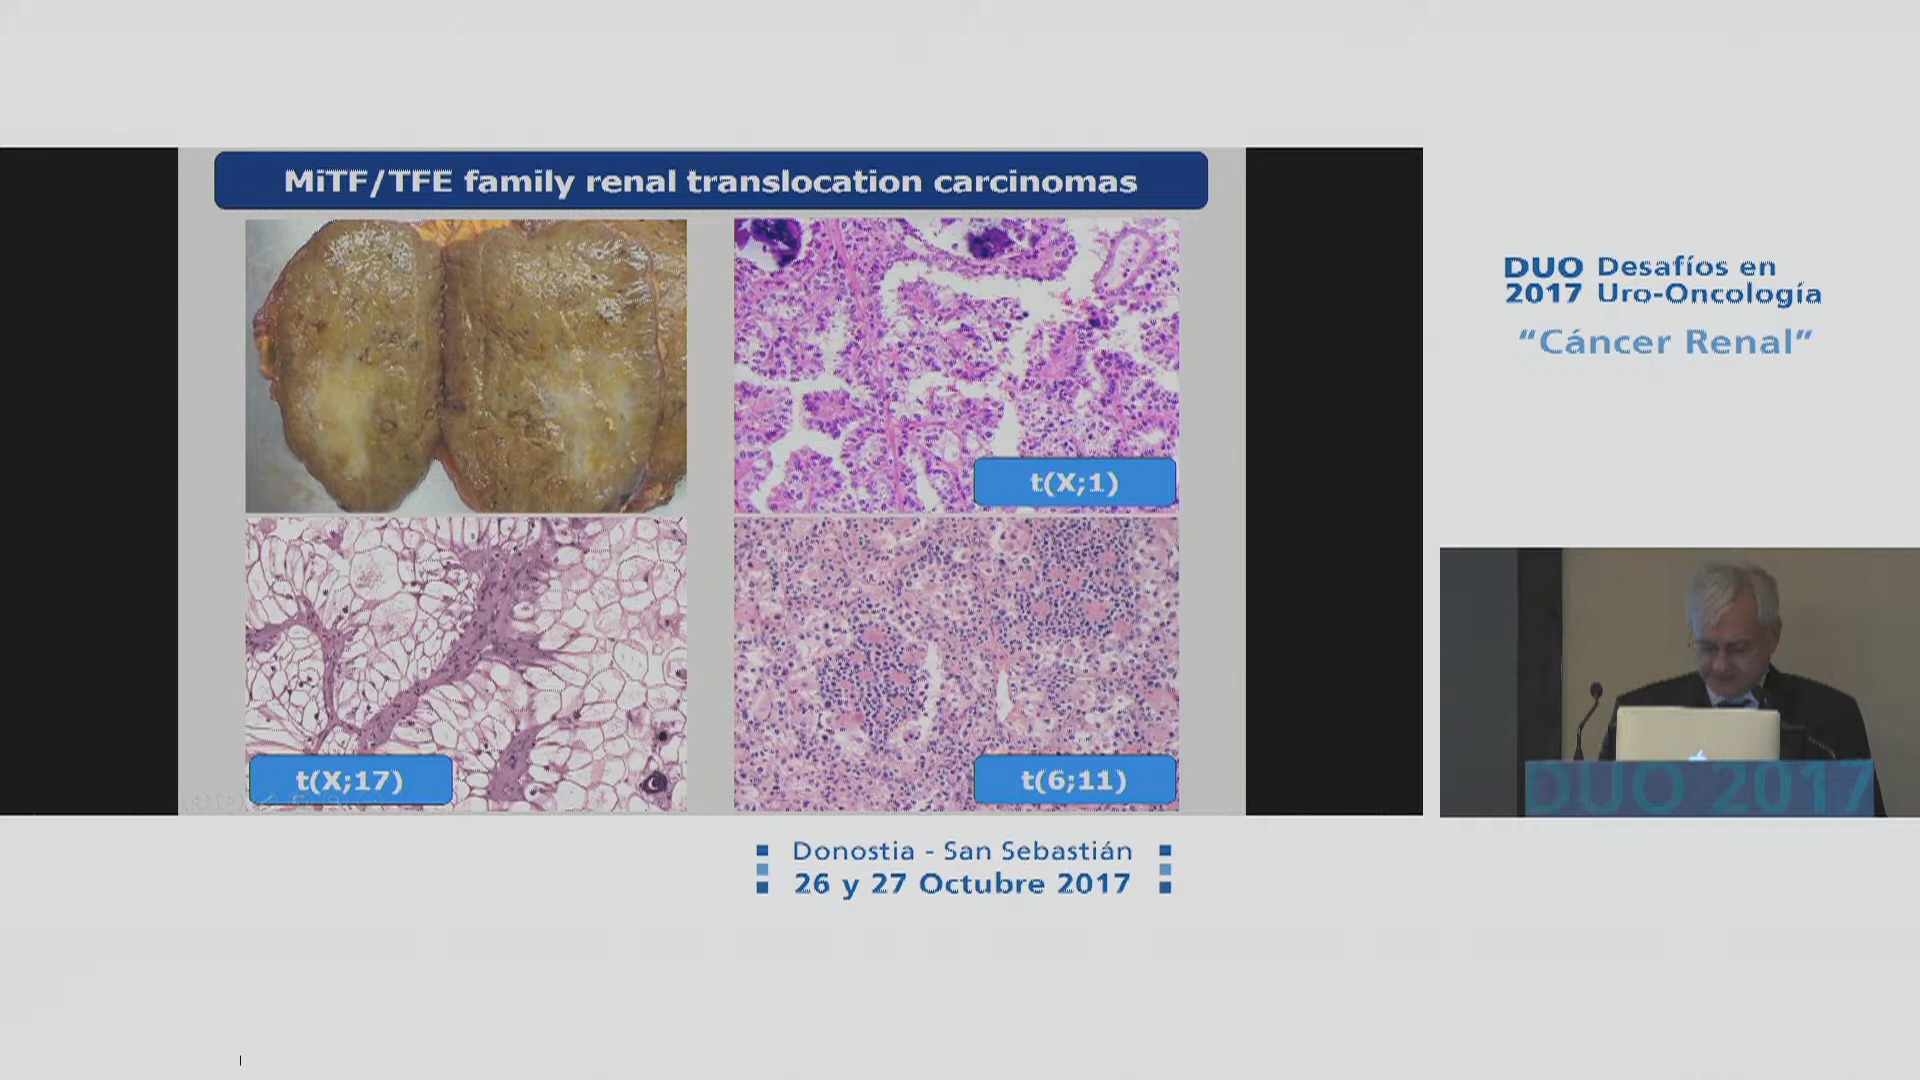 MiTF/TFE family renal translocation carcinomas
t(X;1)
t(X;17)
t(6;11)
DUO Desafíos en
2017 Uro-Oncología
“Cáncer Renal”
DUO 2017
Donostia - San Sebastián
26 y 27 Octubre 2017